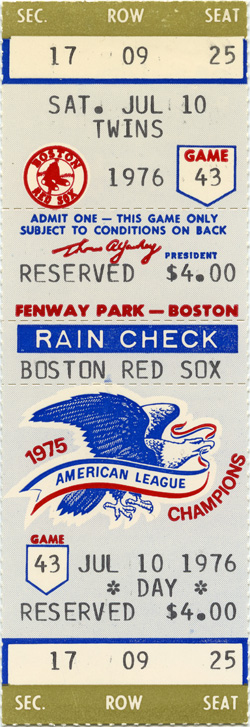 SEC. ROW SEAT
17 09 25
SAT. JUL 10
TWINS
BOSTON
RED SOX
1976
GAME
43
ADMIT ONE — THIS GAME ONLY
SUBJECT TO CONDITIONS ON BACK
PRESIDENT
RESERVED $4.00
FENWAY PARK — BOSTON
RAIN CHECK
BOSTON RED SOX
1975
AMERICAN LEAGUE
CHAMPIONS
GAME
43
JUL 10 1976
* DAY *
RESERVED $4.00
17 09 25
SEC. ROW SEAT